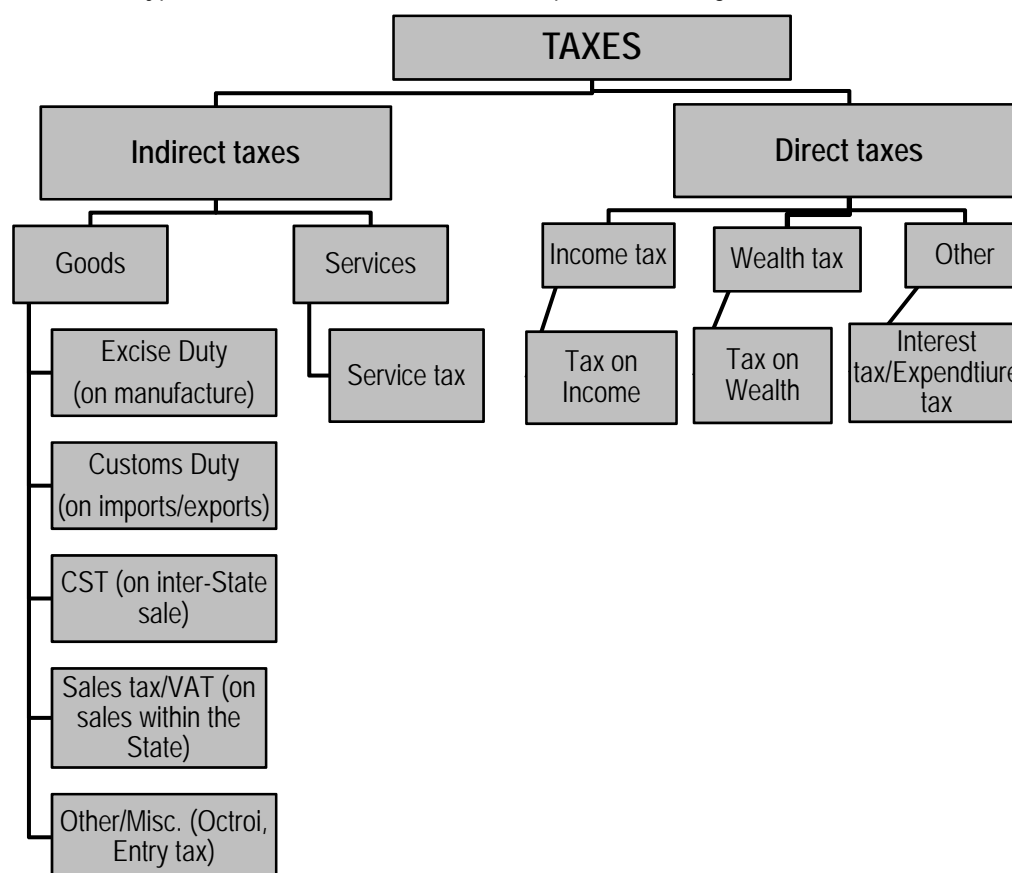 TAXES
Indirect taxes
Direct taxes
Goods
Services
Income tax
Wealth tax
Other
Excise Duty
(on manufacture)
Customs Duty
(on imports/exports)
CST (on inter-State
sale)
Sales tax/VAT (on
sales within the
State)
Other/Misc. (Octroi,
Entry tax)
Service tax
Tax on
Income
Tax on
Wealth
Interest
tax/Expendtiure
tax